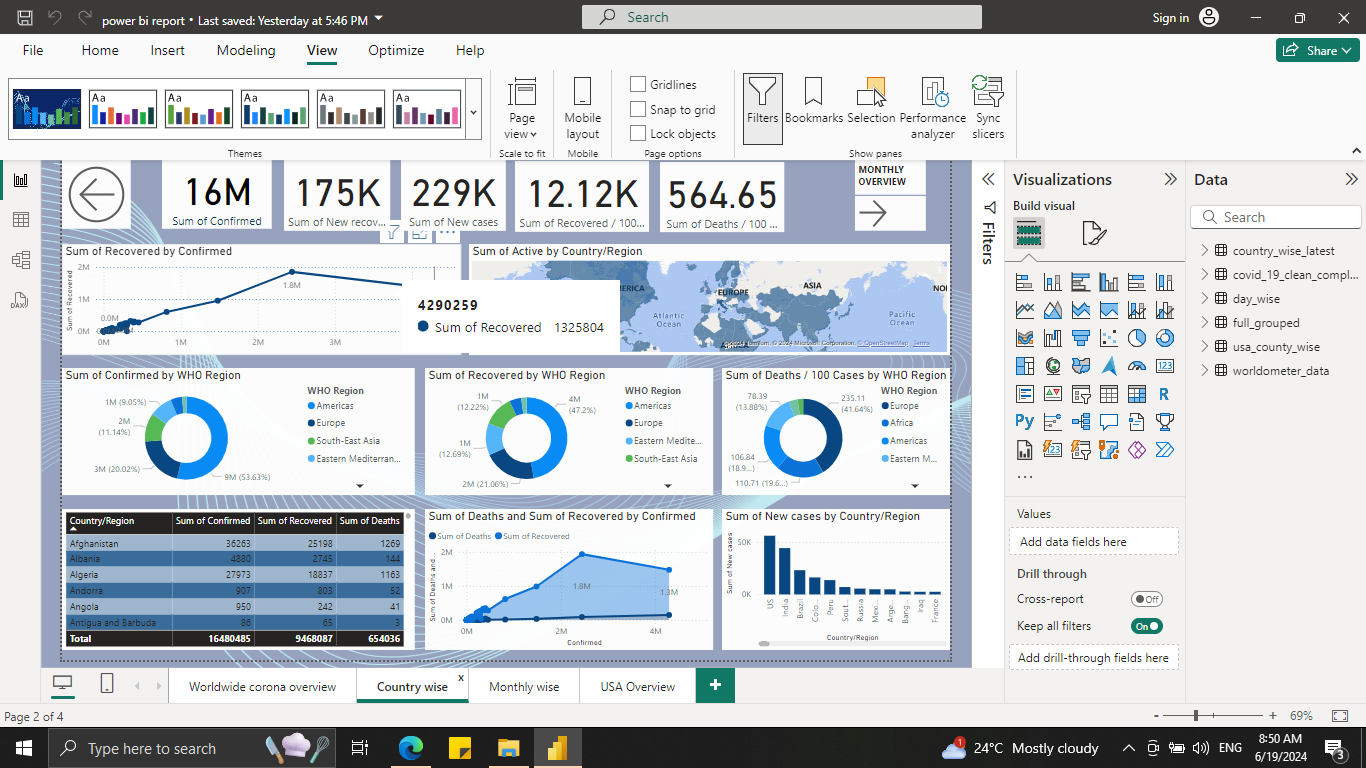 power bi report • Last saved: Yesterday at 5:46 PM
Search
Sign in
File Home Insert Modeling View Optimize Help
Share
Aa Aa Aa Aa Aa Aa
Themes
Page view
Scale to fit
Mobile layout
Mobile
Gridlines
Snap to grid
Lock objects
Page options
Filters
Bookmarks
Selection
Performance analyzer
Sync slicers
Show panes
16M
Sum of Confirmed
175K
Sum of New recov...
229K
Sum of New cases
12.12K
Sum of Recovered / 100...
564.65
Sum of Deaths / 100 ...
MONTHLY
OVERVIEW
Sum of Recovered by Confirmed
Sum of Recovered
2M
1M
0M
0.0M
1.8M
0M 1M 2M 3M
4290259
Sum of Recovered 1325804
Sum of Active by Country/Region
ERICA
EUROPE
ASIA
NO
Atlantic
Ocean
Pacific
Ocean
Microsoft Corporation, © OpenStreetMap Terms
Sum of Confirmed by WHO Region
1M (9.05%)
2M
(11.14%)
3M (20.02%)
9M (53.63%)
WHO Region
Americas
Europe
South-East Asia
Eastern Mediterran...
Sum of Recovered by WHO Region
1M
(12.22%)
1M
(12.69%)
2M (21.06%)
4M
(47.2%)
WHO Region
Americas
Europe
Eastern Medite...
South-East Asia
Sum of Deaths / 100 Cases by WHO Region
78.39
(13.88%)
106.84
(18.9...)
110.71 (19.6...)
235.11
(41.64%)
WHO Region
Europe
Africa
Americas
Eastern M...
Country/Region Sum of Confirmed Sum of Recovered Sum of Deaths
Afghanistan 36263 25198 1269
Albania 4880 2745 144
Algeria 27973 18837 1163
Andorra 907 803 52
Angola 950 242 41
Antigua and Barbuda 86 65 3
Total 16480485 9468087 654036
Sum of Deaths and Sum of Recovered by Confirmed
Sum of Deaths Sum of Recovered
Sum of Deaths and ...
2M
1M
0M
1.8M
1.3M
0M 2M 4M
Confirmed
Sum of New cases by Country/Region
Sum of New cases
50K
0K
US
India
Brazil
Colo...
Peru
Sout...
Russia
Mexi...
Arge...
Bang...
Iraq
France
Country/Region
Filters
Visualizations
Build visual
123
R
Py
123
...
Values
Add data fields here
Drill through
Cross-report Off
Keep all filters On
Add drill-through fields here
Data
Search
country_wise_latest
covid_19_clean_compl...
day_wise
full_grouped
usa_county_wise
worldometer_data
DAX
Worldwide corona overview
Country wise
x
Monthly wise
USA Overview
+
Page 2 of 4
- + 69%
Type here to search
1
24°C Mostly cloudy
ENG
8:50 AM
6/19/2024
3